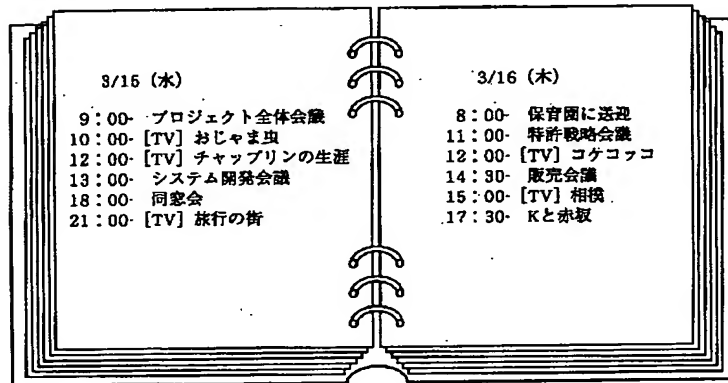 3/15（水）
9：00- プロジェクト全体会議
10：00- [TV] おじゃま虫
12：00- [TV] チャップリンの生涯
13：00- システム開発会議
18：00- 同窓会
21：00- [TV] 旅行の街
3/16（木）
8：00- 保育園に送迎
11：00- 特許戦略会議
12：00- [TV] コケコッコ
14：30- 販売会議
15：00- [TV] 相撲
17：30- Kと赤坂